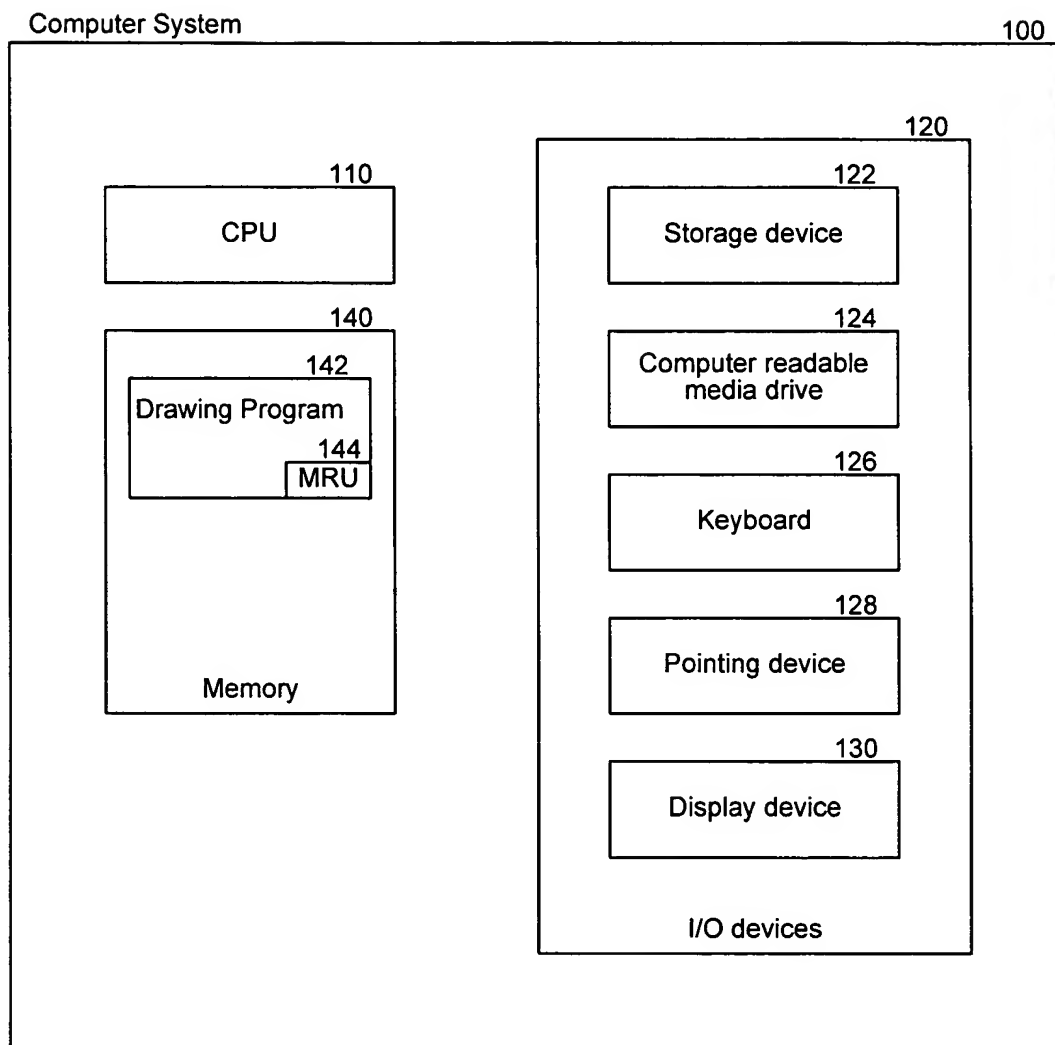 Computer System
100
110
CPU
140
142
Drawing Program
144
MRU
Memory
120
122
Storage device
124
Computer readable
media drive
126
Keyboard
128
Pointing device
130
Display device
I/O devices